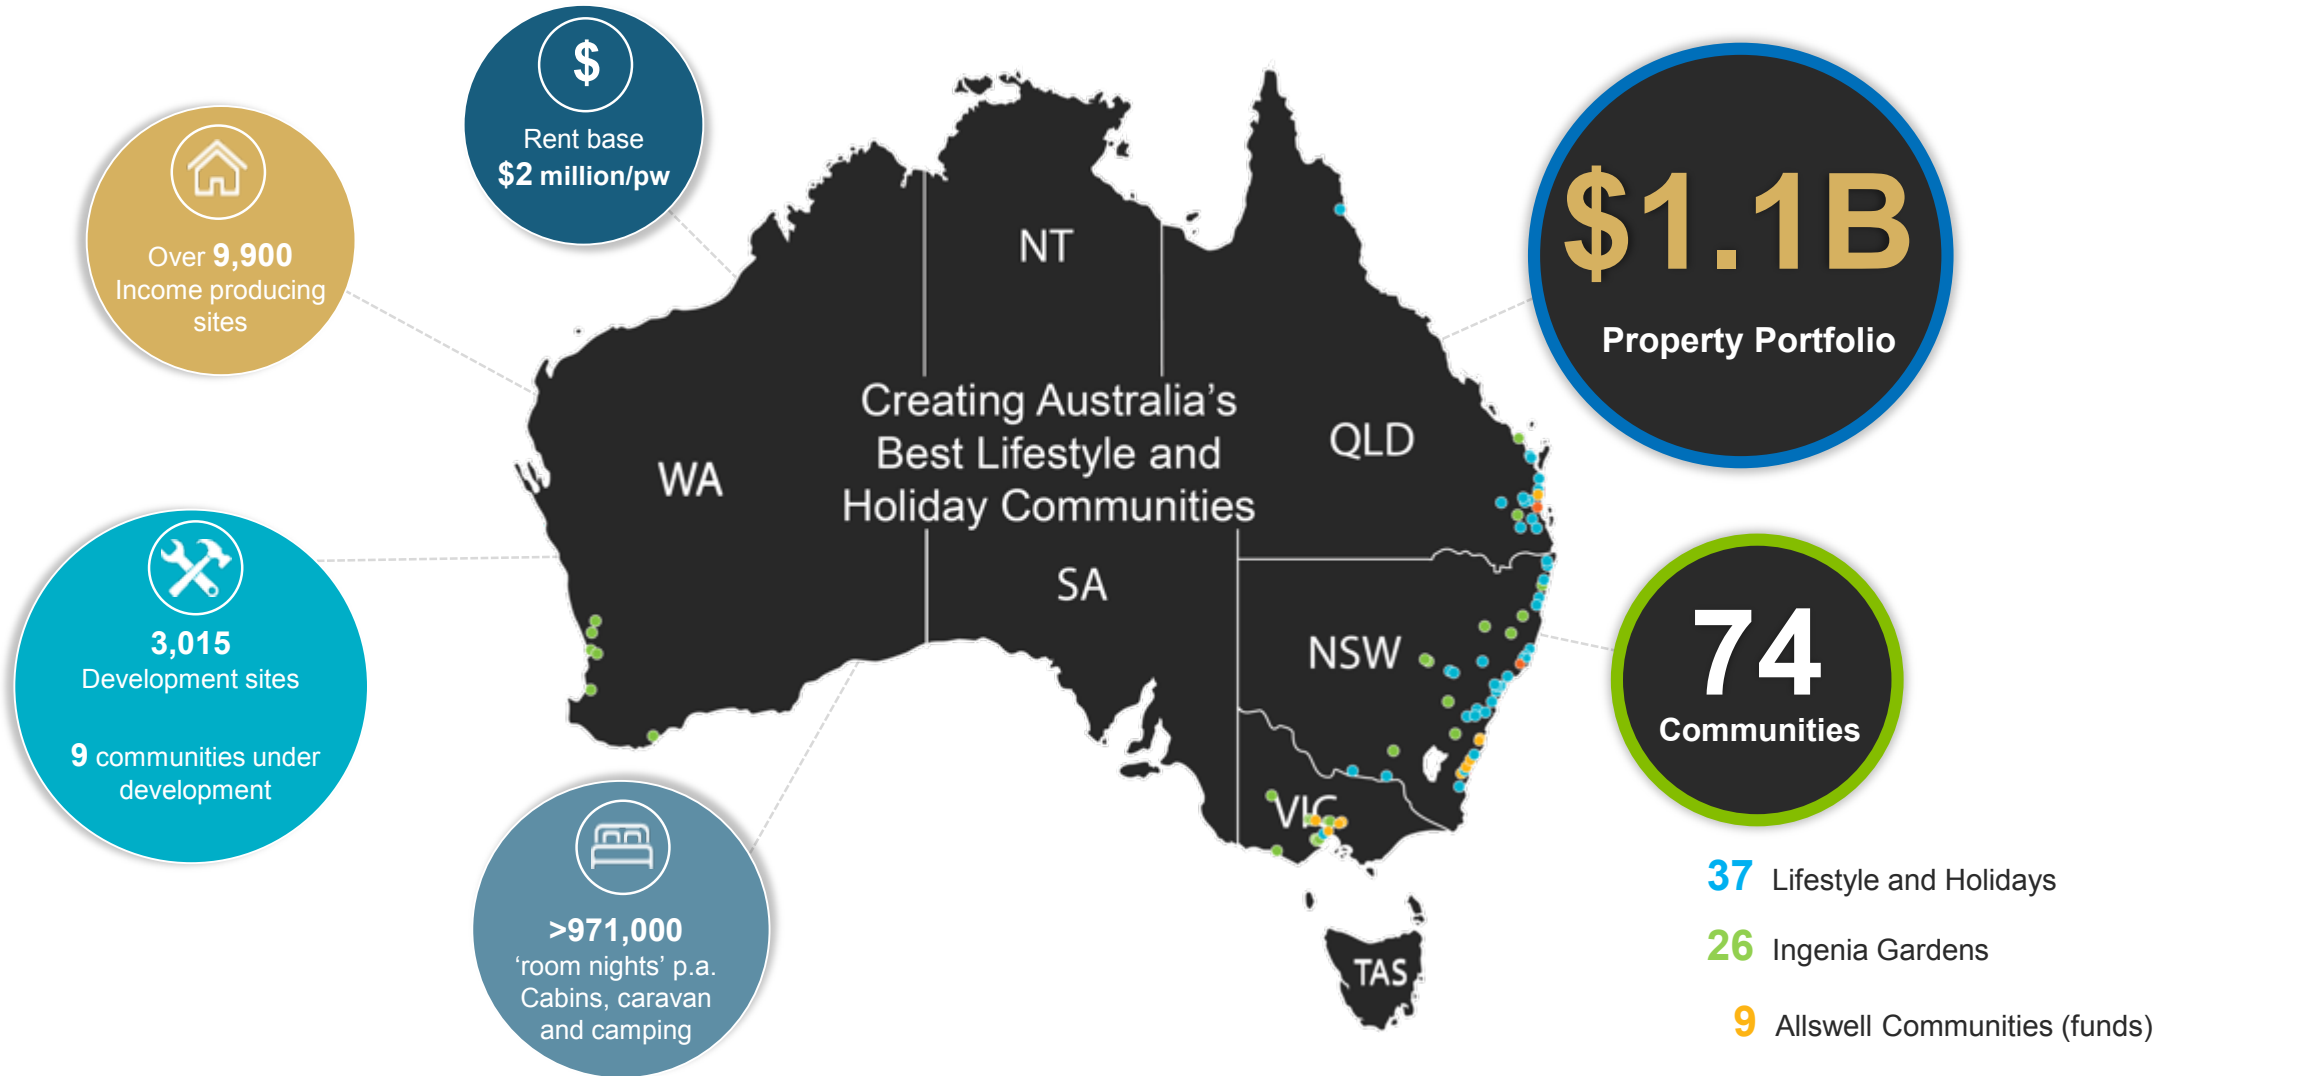 $
Rent base
$2 million/pw
Over 9,900
Income producing
sites
3,015
Development sites
9 communities under
development
>971,000
‘room nights’ p.a.
Cabins, caravan
and camping
NT
QLD
WA
Creating Australia’s
Best Lifestyle and
Holiday Communities
SA
NSW
VIC
TAS
$1.1B
Property Portfolio
74
Communities
37 Lifestyle and Holidays
26 Ingenia Gardens
9 Allswell Communities (funds)